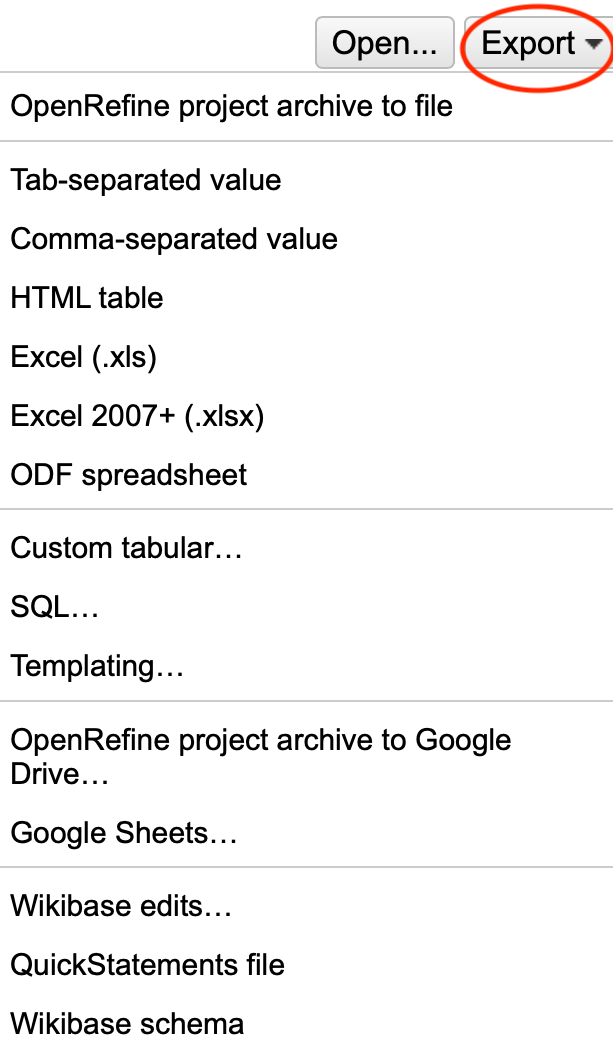 Open... Export
OpenRefine project archive to file
Tab-separated value
Comma-separated value
HTML table
Excel (.xls)
Excel 2007+ (.xlsx)
ODF spreadsheet
Custom tabular…
SQL…
Templating…
OpenRefine project archive to Google
Drive…
Google Sheets…
Wikibase edits…
QuickStatements file
Wikibase schema